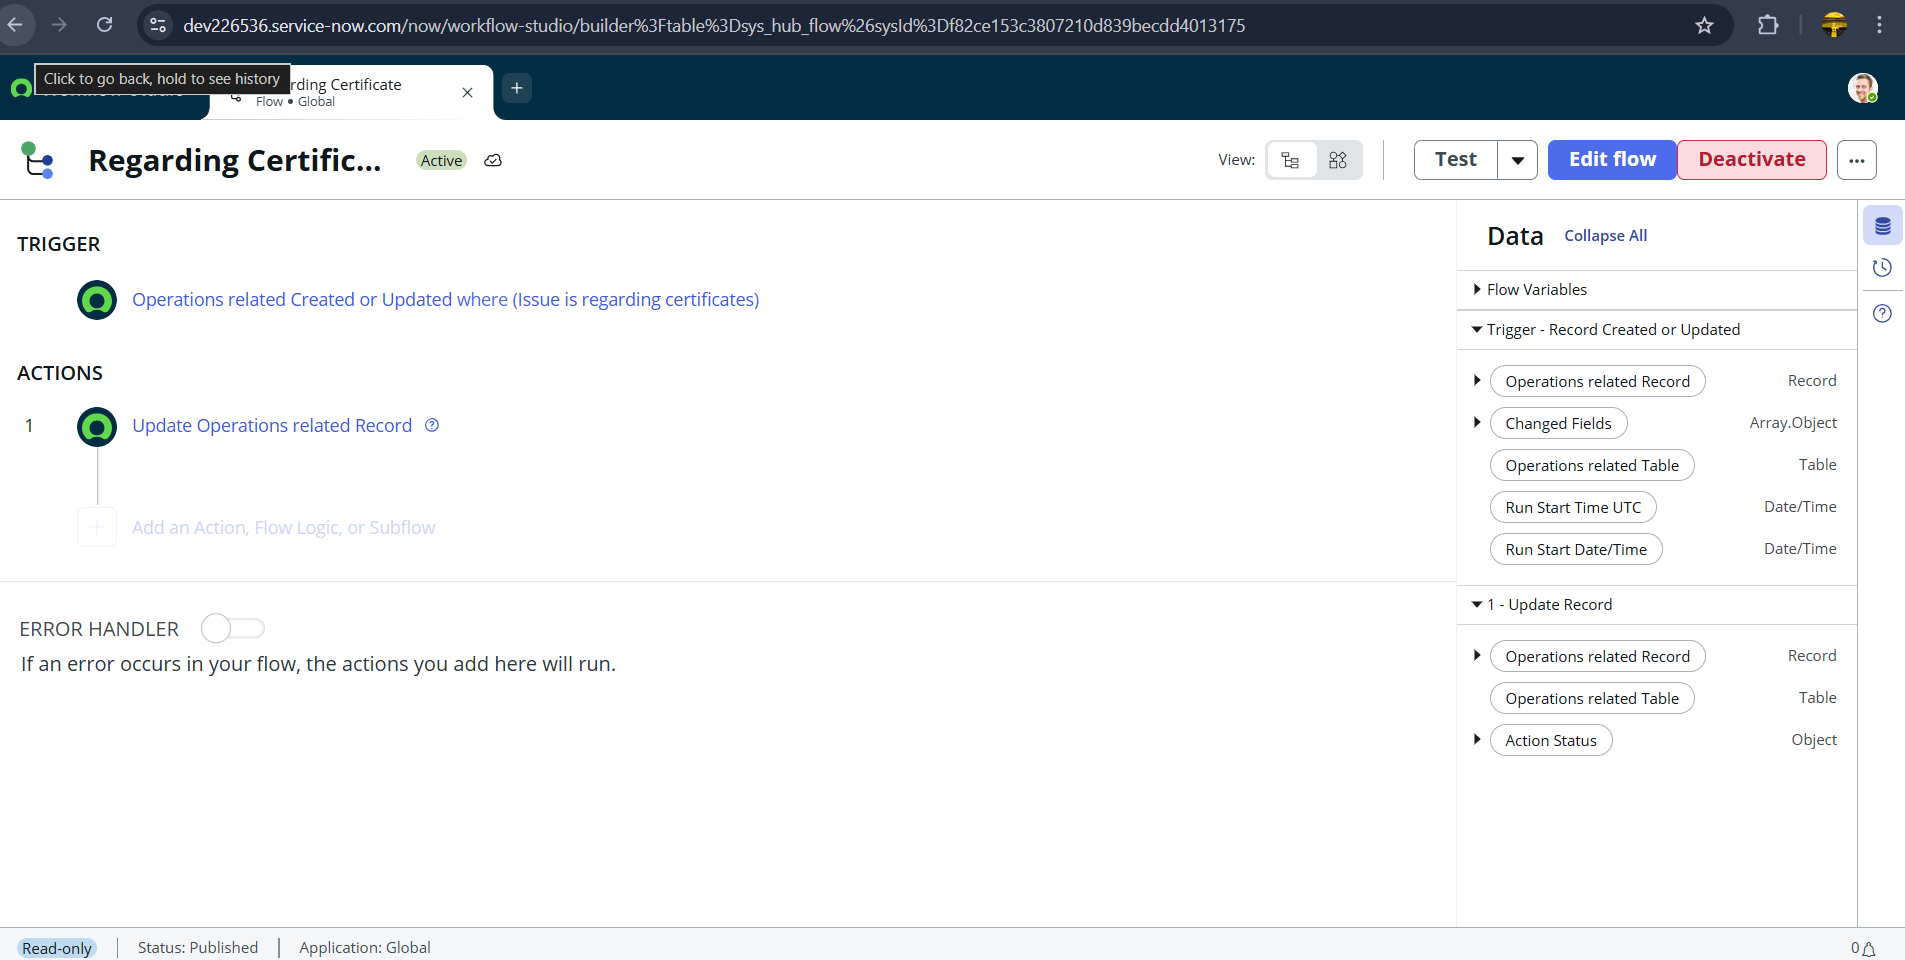 dev226536.service-now.com/now/workflow-studio/builder%3Ftable%3Dsys_hub_flow%26sysId%3Df82ce153c3807210d839becdd4013175
Click to go back, hold to see history
rding Certificate
Flow • Global
Regarding Certific...
Active
View:
Test
Edit flow
Deactivate
TRIGGER
Operations related Created or Updated where (Issue is regarding certificates)
ACTIONS
1
Update Operations related Record
Add an Action, Flow Logic, or Subflow
ERROR HANDLER
If an error occurs in your flow, the actions you add here will run.
Data
Collapse All
Flow Variables
Trigger - Record Created or Updated
Operations related Record Record
Changed Fields Array.Object
Operations related Table Table
Run Start Time UTC Date/Time
Run Start Date/Time Date/Time
1 - Update Record
Operations related Record Record
Operations related Table Table
Action Status Object
Read-only
Status: Published
Application: Global
0